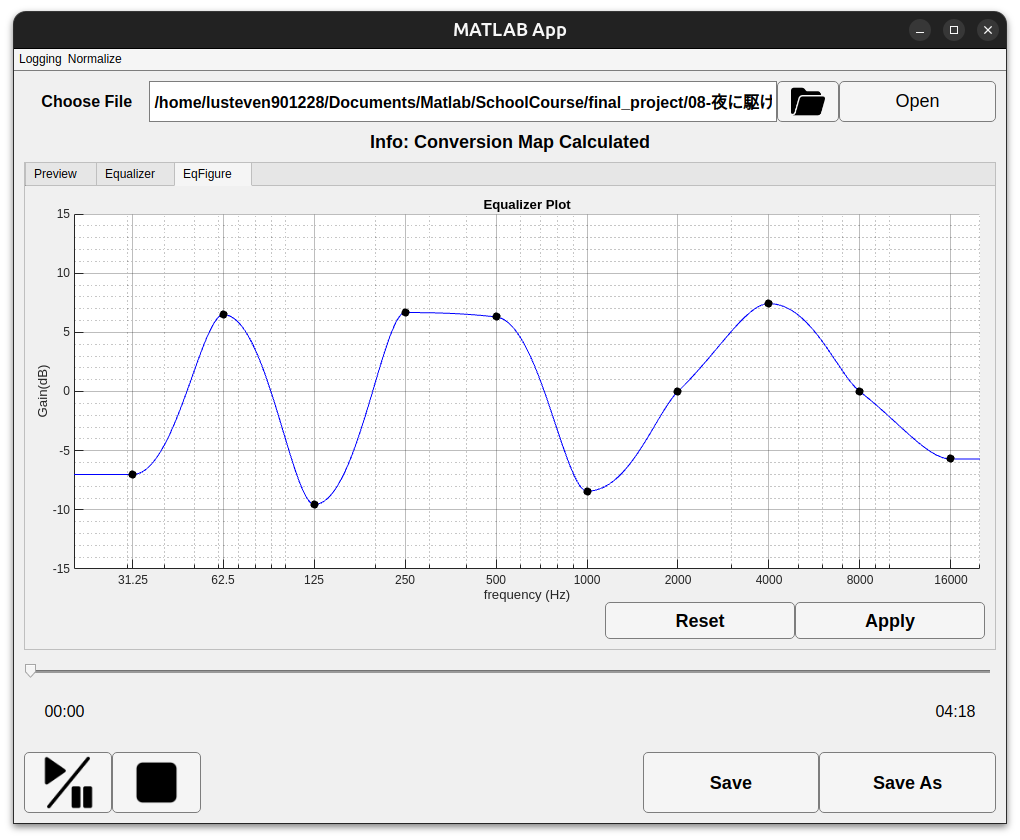 MATLAB App
Logging Normalize
Choose File /home/lusteven901228/Documents/Matlab/SchoolCourse/final_project/08-夜に駆け Open
Info: Conversion Map Calculated
Preview Equalizer EqFigure
Equalizer Plot
15
10
5
0
-5
-10
-15
Gain(dB)
31.25 62.5 125 250 500 1000 2000 4000 8000 16000
frequency (Hz)
Reset Apply
00:00 04:18
Save Save As